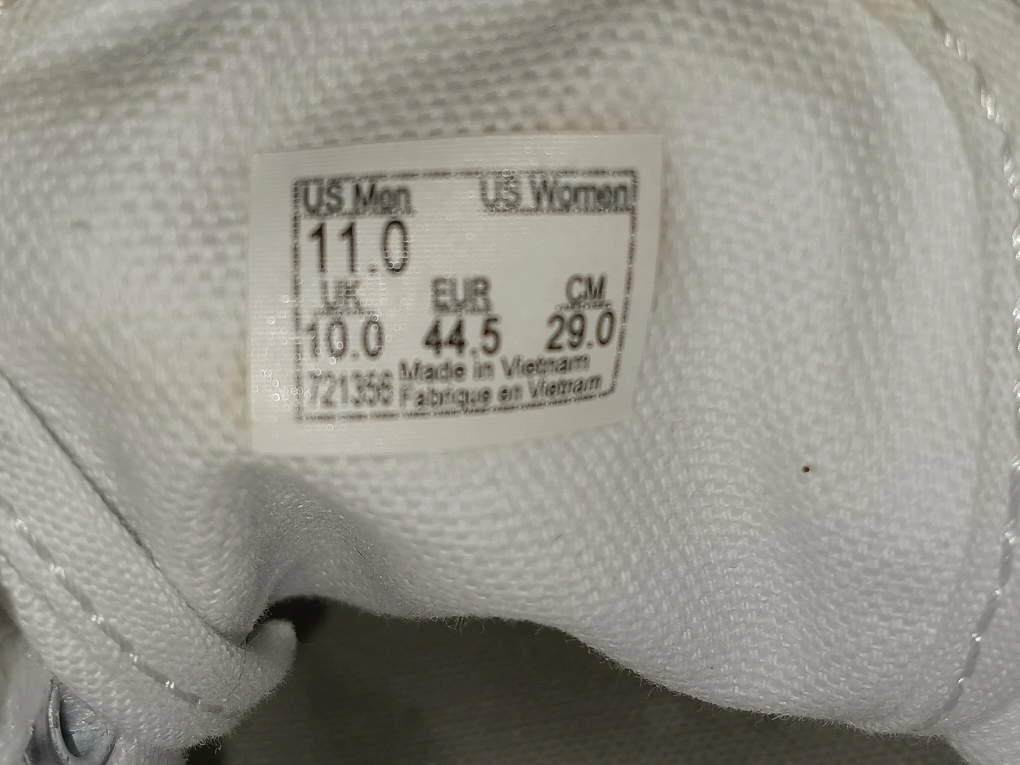 US Men US Women
11.0
UK EUR CM
10.0 44.5 29.0
721356 Made in Vietnam
Fabrique en Vietnam